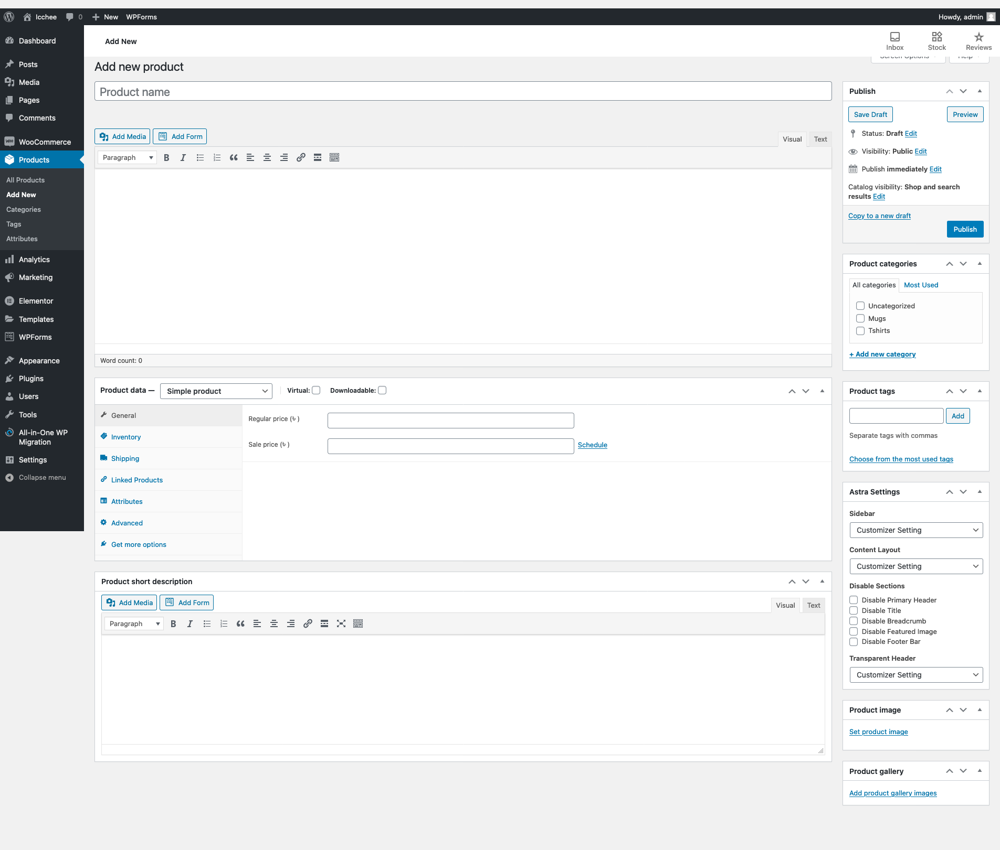 Icchee
0
New
WPForms
Howdy, admin
Dashboard
Posts
Media
Pages
Comments
WooCommerce
Products
All Products
Add New
Categories
Tags
Attributes
Analytics
Marketing
Elementor
Templates
WPForms
Appearance
Plugins
Users
Tools
All-in-One WP
Migration
Settings
Collapse menu
Add New
Inbox
Stock
Reviews
Screen Options
Help
Add new product
Product name
Add Media
Add Form
Visual
Text
Paragraph
Word count: 0
Product data —
Simple product
Virtual:
Downloadable:
General
Inventory
Shipping
Linked Products
Attributes
Advanced
Get more options
Regular price (৳ )
Sale price (৳ )
Schedule
Product short description
Add Media
Add Form
Visual
Text
Paragraph
Publish
Save Draft
Preview
Status: Draft Edit
Visibility: Public Edit
Publish immediately Edit
Catalog visibility: Shop and search
results Edit
Copy to a new draft
Publish
Product categories
All categories
Most Used
Uncategorized
Mugs
Tshirts
+ Add new category
Product tags
Add
Separate tags with commas
Choose from the most used tags
Astra Settings
Sidebar
Customizer Setting
Content Layout
Customizer Setting
Disable Sections
Disable Primary Header
Disable Title
Disable Breadcrumb
Disable Featured Image
Disable Footer Bar
Transparent Header
Customizer Setting
Product image
Set product image
Product gallery
Add product gallery images